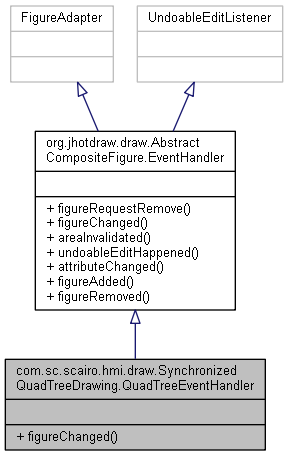 FigureAdapter
UndoableEditListener
org.jhotdraw.draw.Abstract
CompositeFigure.EventHandler
+ figureRequestRemove()
+ figureChanged()
+ areaInvalidated()
+ undoableEditHappened()
+ attributeChanged()
+ figureAdded()
+ figureRemoved()
com.sc.scairo.hmi.draw.Synchronized
QuadTreeDrawing.QuadTreeEventHandler
+ figureChanged()